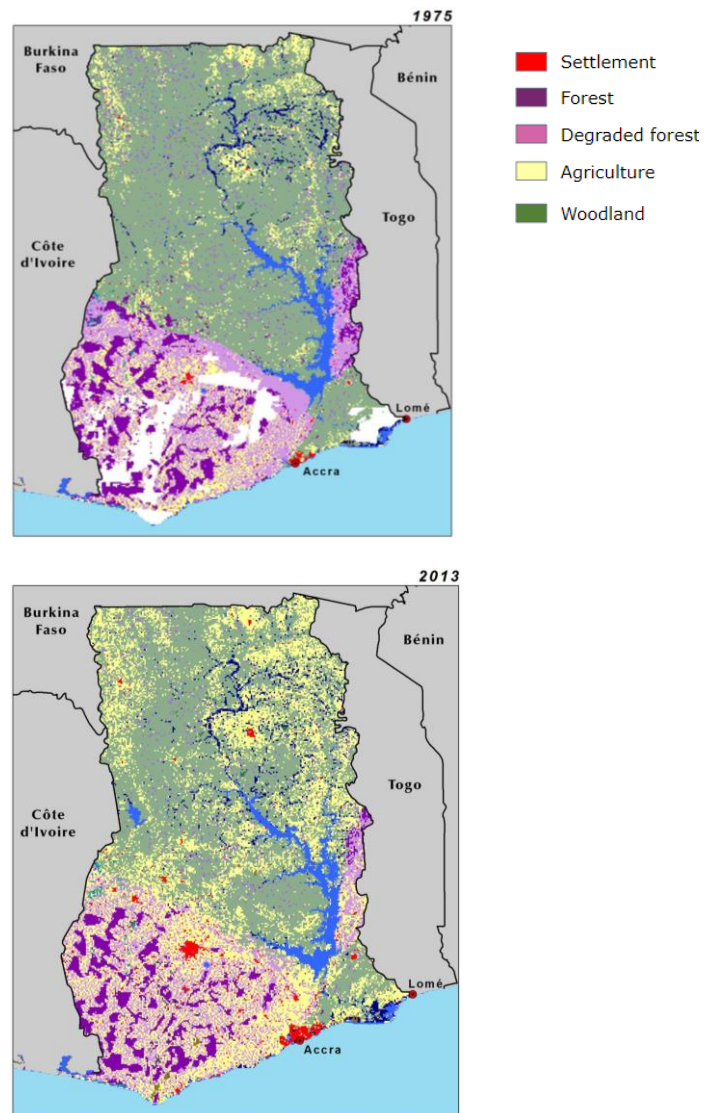 1975
Burkina
Faso
Bénin
Togo
Côte
d'Ivoire
Lomé
Accra
Settlement
Forest
Degraded forest
Agriculture
Woodland
2013
Burkina
Faso
Bénin
Togo
Côte
d'Ivoire
Lomé
Accra